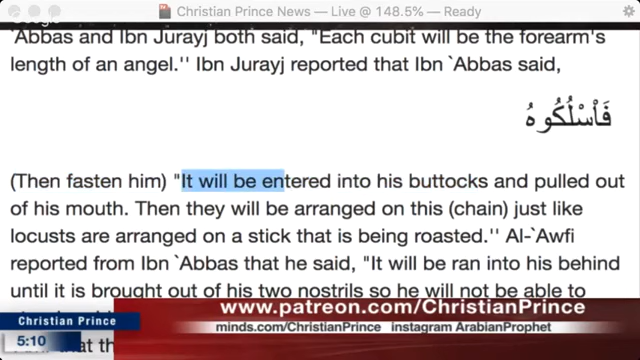 Christian Prince News — Live @ 148.5% — Ready
'Abbas and Ibn Jurayj both said, "Each cubit will be the forearm's
length of an angel.'' Ibn Jurayj reported that Ibn `Abbas said,
فَاْسْلُكُوهُ
(Then fasten him) "It will be entered into his buttocks and pulled out
of his mouth. Then they will be arranged on this (chain) just like
locusts are arranged on a stick that is being roasted.'' Al-`Awfi
reported from Ibn `Abbas that he said, "It will be ran into his behind
until it is brought out of his two nostrils so he will not be able to
www.patreon.com/ChristianPrince
Christian Prince
minds.com/ChristianPrince instagram ArabianProphet
5:10